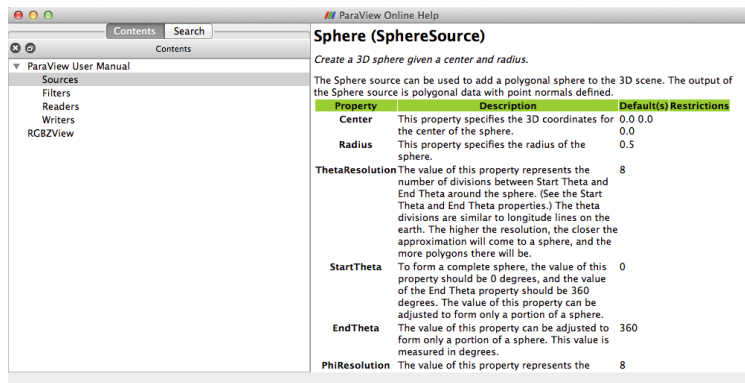 ParaView Online Help
Contents Search
Contents
ParaView User Manual
Sources
Filters
Readers
Writers
RGBZView
Sphere (SphereSource)
Create a 3D sphere given a center and radius.
The Sphere source can be used to add a polygonal sphere to the 3D scene. The output of
the Sphere source is polygonal data with point normals defined.
Property Description Default(s) Restrictions
Center This property specifies the 3D coordinates for 0.0 0.0
the center of the sphere. 0.0
Radius This property specifies the radius of the 0.5
sphere.
ThetaResolution The value of this property represents the 8
number of divisions between Start Theta and
End Theta around the sphere. (See the Start
Theta and End Theta properties.) The theta
divisions are similar to longitude lines on the
earth. The higher the resolution, the closer the
approximation will come to a sphere, and the
more polygons there will be.
StartTheta To form a complete sphere, the value of this 0
property should be 0 degrees, and the value
of the End Theta property should be 360
degrees. The value of this property can be
adjusted to form only a portion of a sphere.
EndTheta The value of this property can be adjusted to 360
form only a portion of a sphere. This value is
measured in degrees.
PhiResolution The value of this property represents the 8